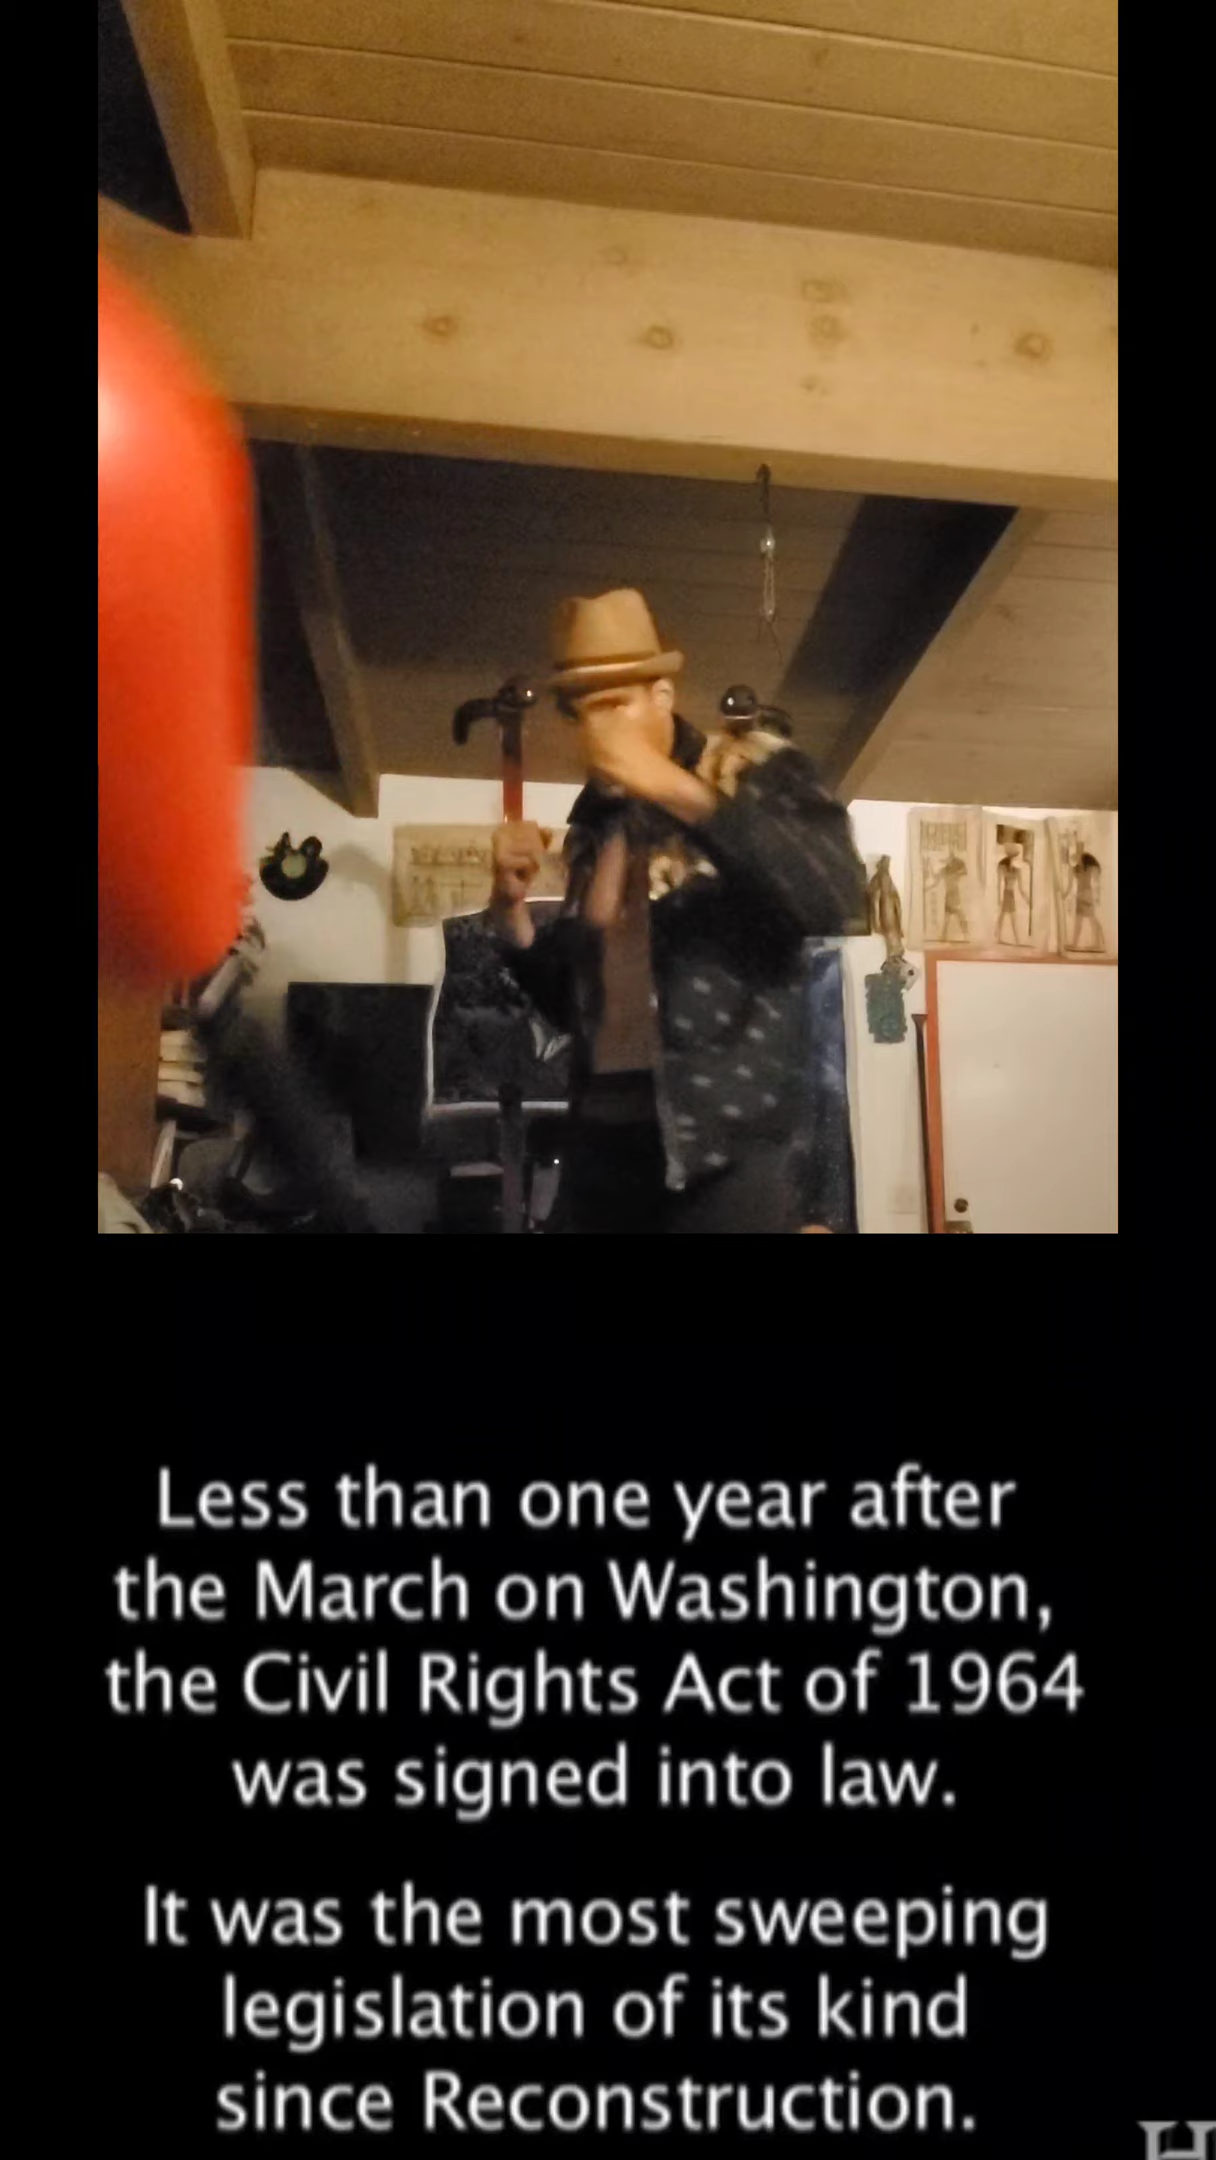 Less than one year after
the March on Washington,
the Civil Rights Act of 1964
was signed into law.
It was the most sweeping
legislation of its kind
since Reconstruction.
H